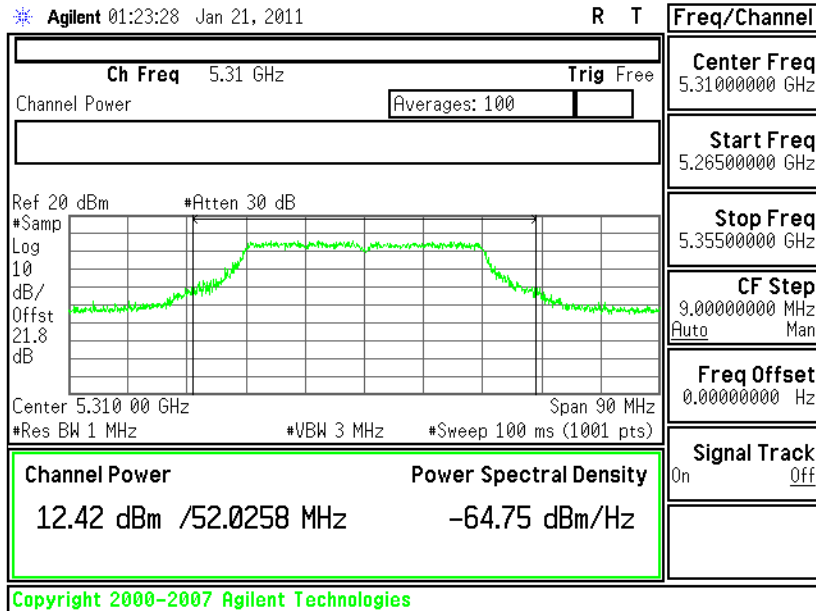 Agilent 01:23:28 Jan 21, 2011 R T Freq/Channel
Ch Freq 5.31 GHz Trig Free
Channel Power Averages: 100
Center Freq
5.31000000 GHz
Start Freq
5.26500000 GHz
Stop Freq
5.35500000 GHz
CF Step
9.00000000 MHz
Auto Man
Freq Offset
0.00000000 Hz
Signal Track
On Off
Ref 20 dBm #Atten 30 dB
#Samp
Log
10
dB/
Offst
21.8
dB
Center 5.310 00 GHz Span 90 MHz
#Res BW 1 MHz #VBW 3 MHz #Sweep 100 ms (1001 pts)
Channel Power Power Spectral Density
12.42 dBm /52.0258 MHz -64.75 dBm/Hz
Copyright 2000-2007 Agilent Technologies